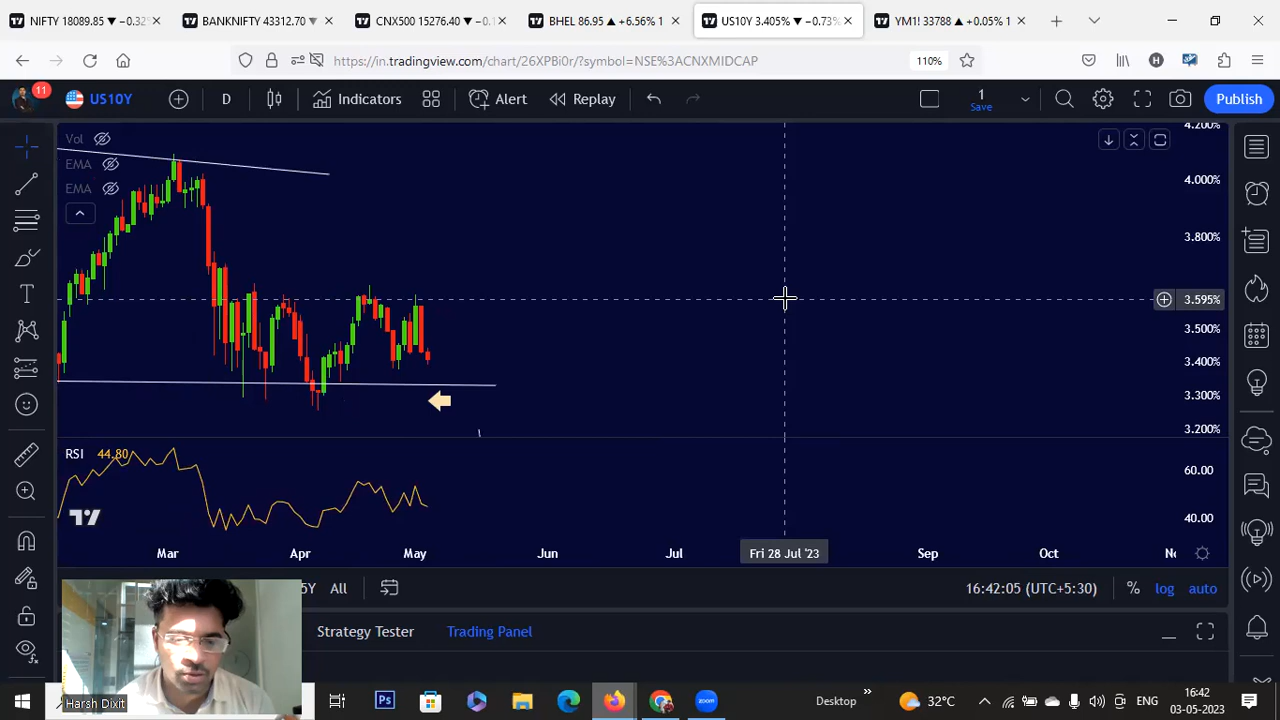 NIFTY 18089.85 ▼ −0.32%
BANKNIFTY 43312.70 ▼
CNX500 15276.40 ▼ −0.1
BHEL 86.95 ▲ +6.56% 1
US10Y 3.405% ▼ −0.73%
YM1! 33788 ▲ +0.05% 1
https://in.tradingview.com/chart/26XPBi0r/?symbol=NSE%3ACNXMIDCAP
110%
H
11
US10Y
D
Indicators
Alert
Replay
1
Save
Publish
Vol
EMA
EMA
4.200%
4.000%
3.800%
3.595%
3.500%
3.400%
3.300%
3.200%
RSI 44.80
60.00
40.00
Mar
Apr
May
Jun
Jul
Fri 28 Jul '23
Sep
Oct
5Y
All
16:42:05 (UTC+5:30)
%
log
auto
Strategy Tester
Trading Panel
Harsh Dixit
Ps
zoom
Desktop
32°C
ENG
16:42
03-05-2023